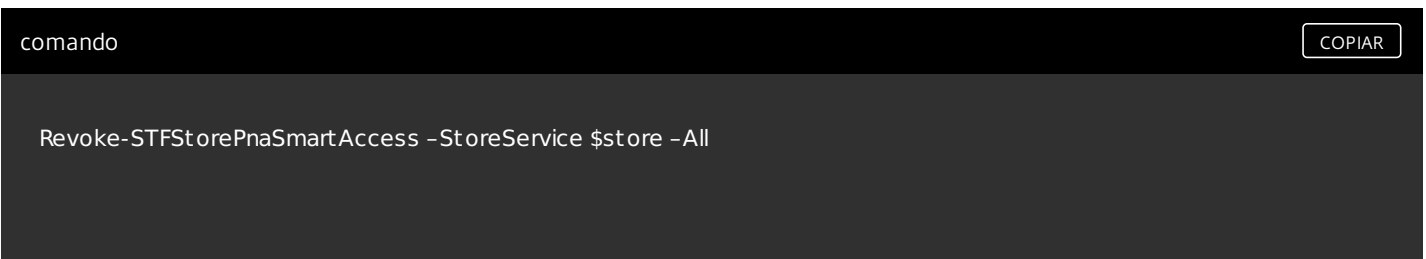 comando
COPIAR
Revoke-STFStorePnaSmartAccess –StoreService $store –All